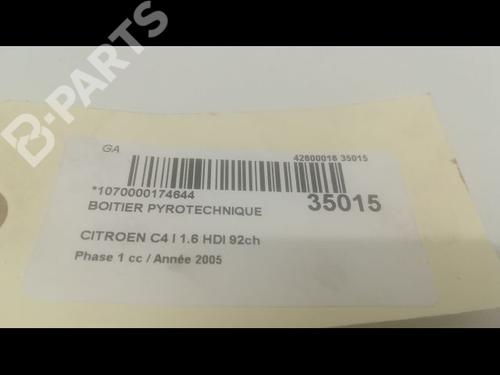 B-PARTS
GA
42600016 35015
*1070000174644
BOITIER PYROTECHNIQUE
35015
CITROEN C4 I 1.6 HDI 92ch
Phase 1 cc / Année 2005